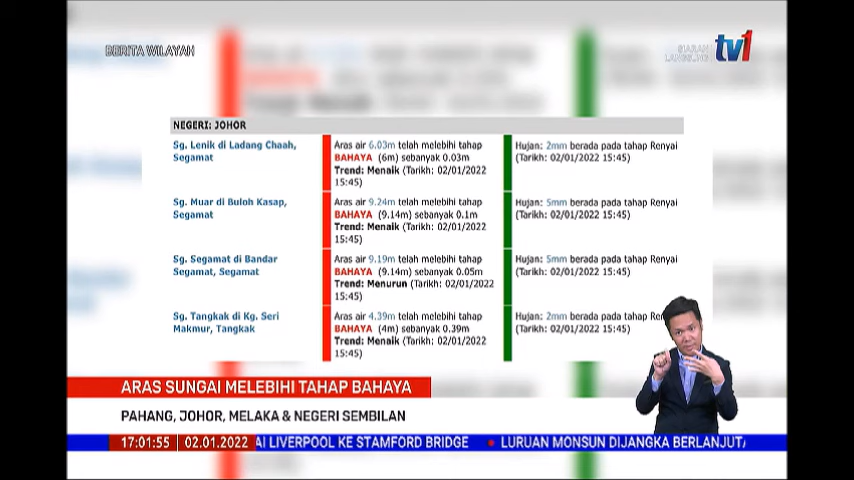 BERITA WILAYAH
SIARAN
LANGSUNG
tv1
NEGERI: JOHOR
Sg. Lenik di Ladang Chaah,
Segamat
Aras air 6.03m telah melebihi tahap
BAHAYA (6m) sebanyak 0.03m
Trend: Menaik (Tarikh: 02/01/2022
15:45)
Hujan: 2mm berada pada tahap Renyai
(Tarikh: 02/01/2022 15:45)
Sg. Muar di Buloh Kasap,
Segamat
Aras air 9.24m telah melebihi tahap
BAHAYA (9.14m) sebanyak 0.1m
Trend: Menaik (Tarikh: 02/01/2022
15:45)
Hujan: 5mm berada pada tahap Renyai
(Tarikh: 02/01/2022 15:45)
Sg. Segamat di Bandar
Segamat, Segamat
Aras air 9.19m telah melebihi tahap
BAHAYA (9.14m) sebanyak 0.05m
Trend: Menurun (Tarikh: 02/01/2022
15:45)
Hujan: 5mm berada pada tahap Renyai
(Tarikh: 02/01/2022 15:45)
Sg. Tangkak di Kg. Seri
Makmur, Tangkak
Aras air 4.39m telah melebihi tahap
BAHAYA (4m) sebanyak 0.39m
Trend: Menaik (Tarikh: 02/01/2022
15:45)
Hujan: 2mm berada pada tahap
(Tarikh: 02/01/2022 15:45)
ARAS SUNGAI MELEBIHI TAHAP BAHAYA
PAHANG, JOHOR, MELAKA & NEGERI SEMBILAN
17:01:55 02.01.2022 AI LIVERPOOL KE STAMFORD BRIDGE • LURUAN MONSUN DIJANGKA BERLANJUTA